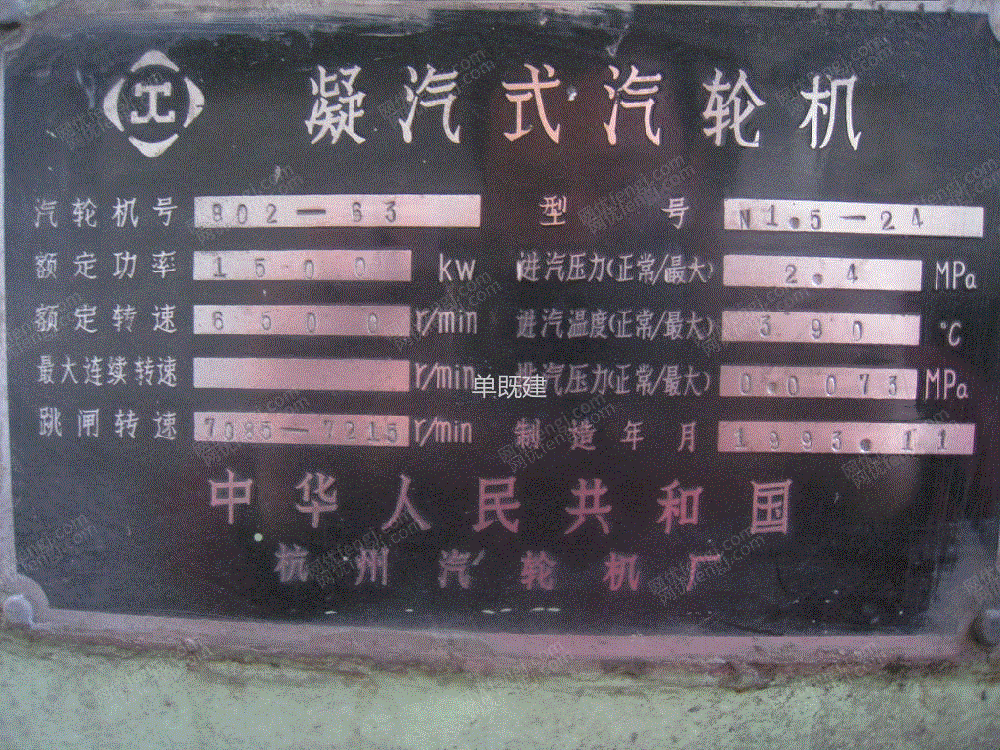 凝汽式汽轮机
汽轮机号 802-63 型号 N1.5-24
额定功率 1500 kw 进汽压力(正常/最大) 2.4 MPa
额定转速 6500 r/min 进汽温度(正常/最大) 390 ℃
最大连续转速 r/min 进汽压力(正常/最大) 0.0073 MPa
单既建
跳闸转速 7085-7215 r/min 制造年月 1993.11
中华人民共和国
杭州汽轮机厂